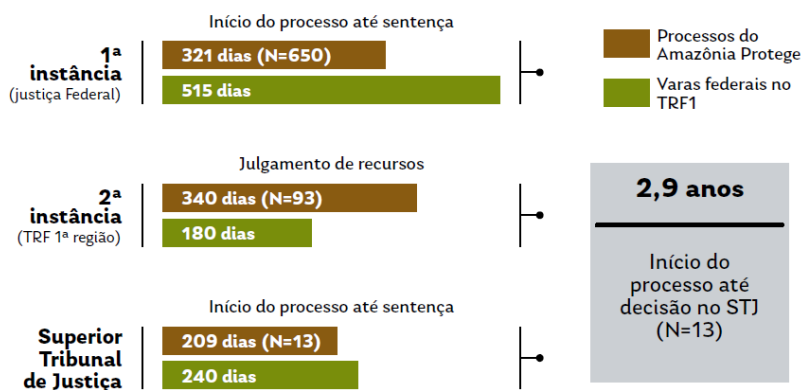 Início do processo até sentença
1ª
instância
(justiça Federal)
321 dias (N=650)
515 dias
Processos do
Amazônia Protege
Varas federais no
TRF1
Julgamento de recursos
2ª
instância
(TRF 1ª região)
340 dias (N=93)
180 dias
2,9 anos
Início do
processo até
decisão no STJ
(N=13)
Início do processo até sentença
Superior
Tribunal
de Justiça
209 dias (N=13)
240 dias